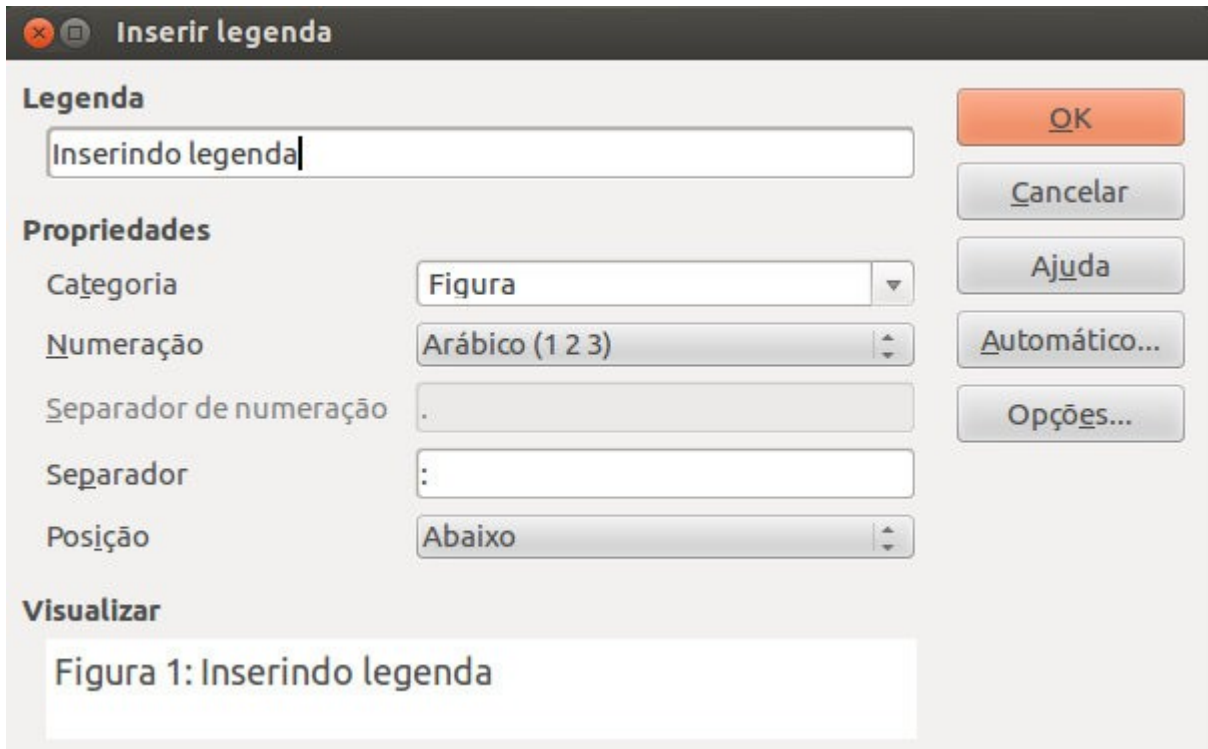 Inserir legenda
Legenda
Inserindo legenda
OK
Cancelar
Propriedades
Categoria Figura
Ajuda
Numeração Arábico (1 2 3)
Automático...
Separador de numeração .
Opções...
Separador :
Posição Abaixo
Visualizar
Figura 1: Inserindo legenda